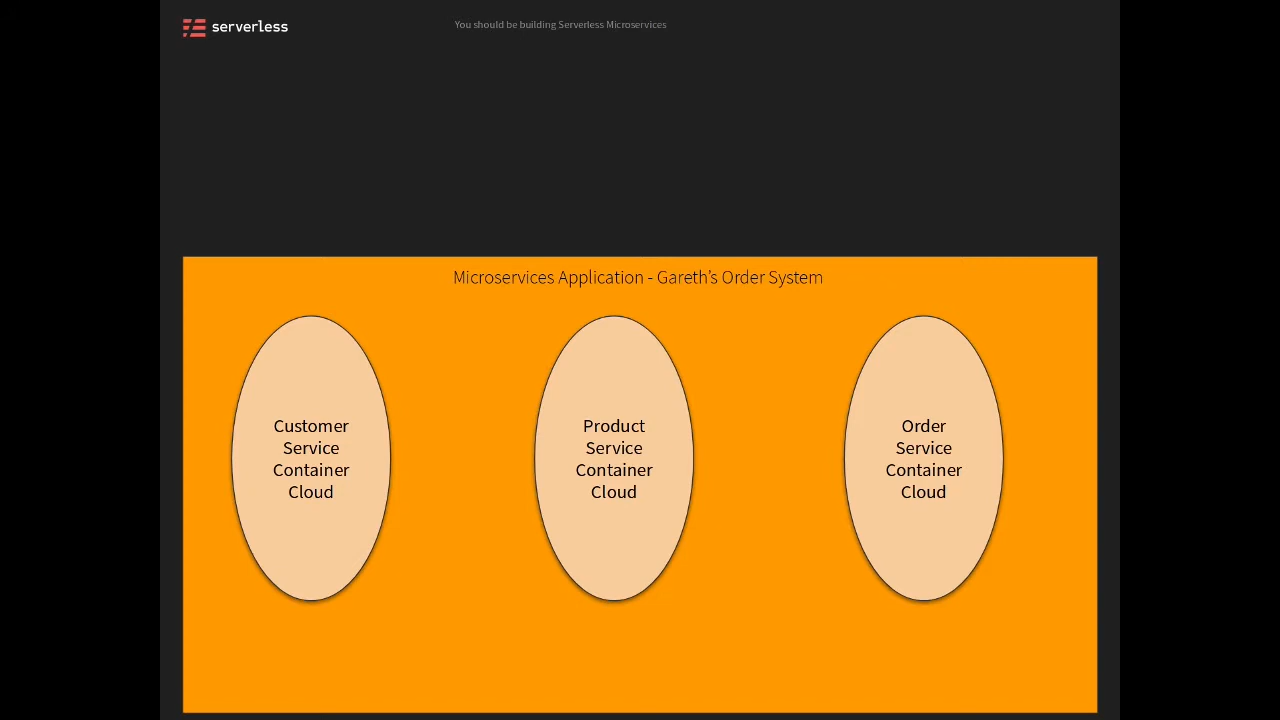 serverless
You should be building Serverless Microservices
Microservices Application - Gareth’s Order System
Customer
Service
Container
Cloud
Product
Service
Container
Cloud
Order
Service
Container
Cloud